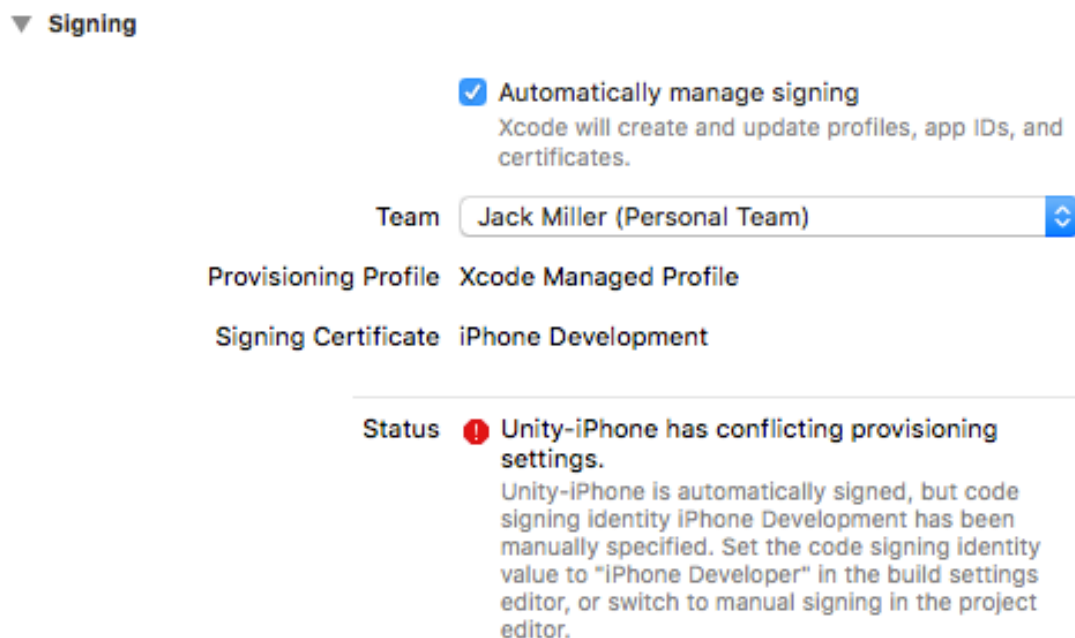 Signing
Automatically manage signing
Xcode will create and update profiles, app IDs, and
certificates.
Team Jack Miller (Personal Team)
Provisioning Profile Xcode Managed Profile
Signing Certificate iPhone Development
Status Unity-iPhone has conflicting provisioning
settings.
Unity-iPhone is automatically signed, but code
signing identity iPhone Development has been
manually specified. Set the code signing identity
value to "iPhone Developer" in the build settings
editor, or switch to manual signing in the project
editor.